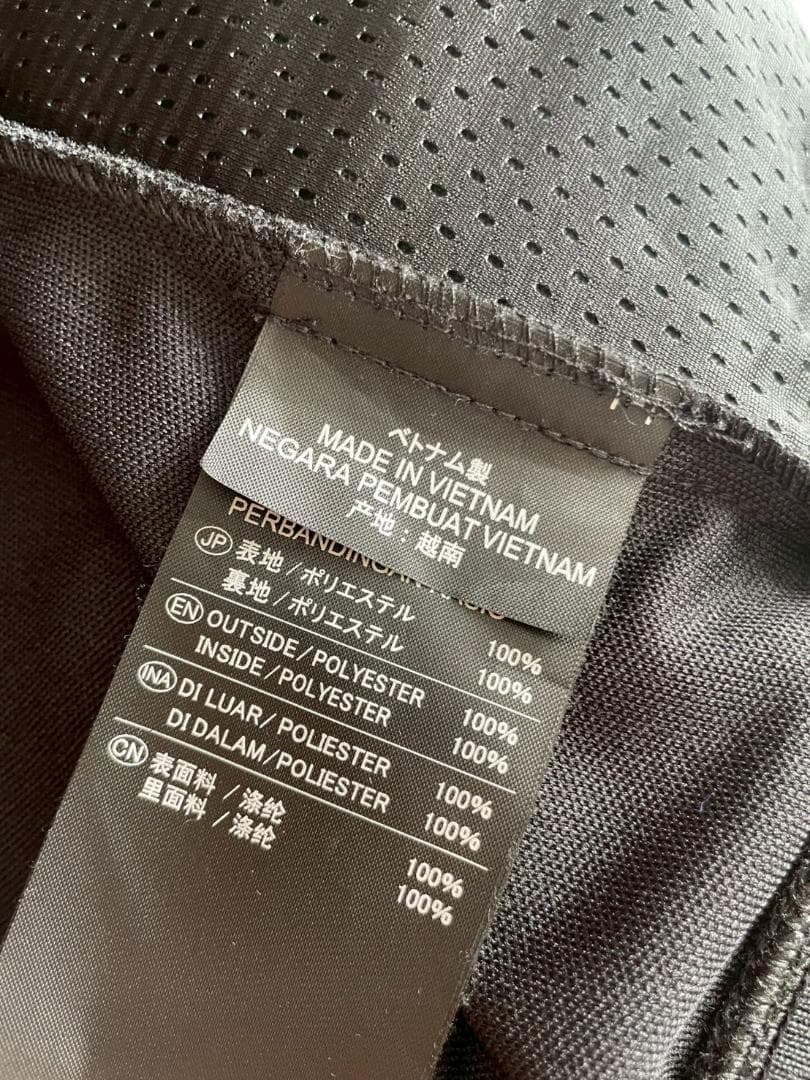 ベトナム製
MADE IN VIETNAM
NEGARA PEMBUAT VIETNAM
产地：越南
JP 表地/ポリエステル 100%
裏地/ポリエステル 100%
EN OUTSIDE/POLYESTER 100%
INSIDE/POLYESTER 100%
INA DI LUAR/POLIESTER 100%
DI DALAM/POLIESTER 100%
CN 表面料/涤纶 100%
里面料/涤纶 100%